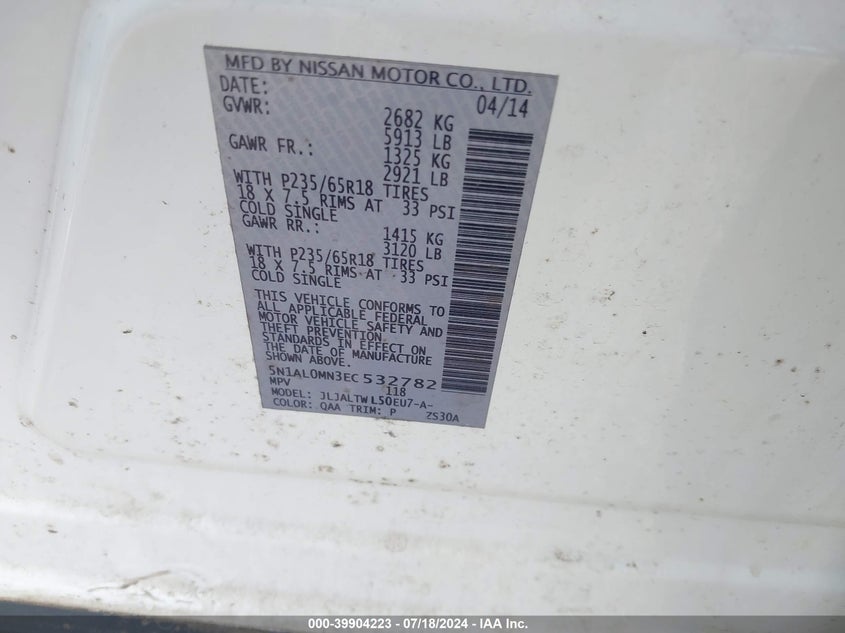 MFD BY NISSAN MOTOR CO., LTD.
DATE: 04/14
GVWR: 2682 KG
5913 LB
GAWR FR.: 1325 KG
2921 LB
WITH P235/65R18 TIRES
18 X 7.5 RIMS AT 33 PSI
COLD SINGLE
GAWR RR.: 1415 KG
3120 LB
WITH P235/65R18 TIRES
18 X 7.5 RIMS AT 33 PSI
COLD SINGLE
THIS VEHICLE CONFORMS TO
ALL APPLICABLE FEDERAL
MOTOR VEHICLE SAFETY AND
THEFT PREVENTION
STANDARDS IN EFFECT ON
THE DATE OF MANUFACTURE
SHOWN ABOVE.
5N1AL0MN3EC532782
MPV 118
MODEL: JLJALTWL50EU7-A-
COLOR: QAA TRIM: P ZS30A
000-39904223 - 07/18/2024 - IAA Inc.